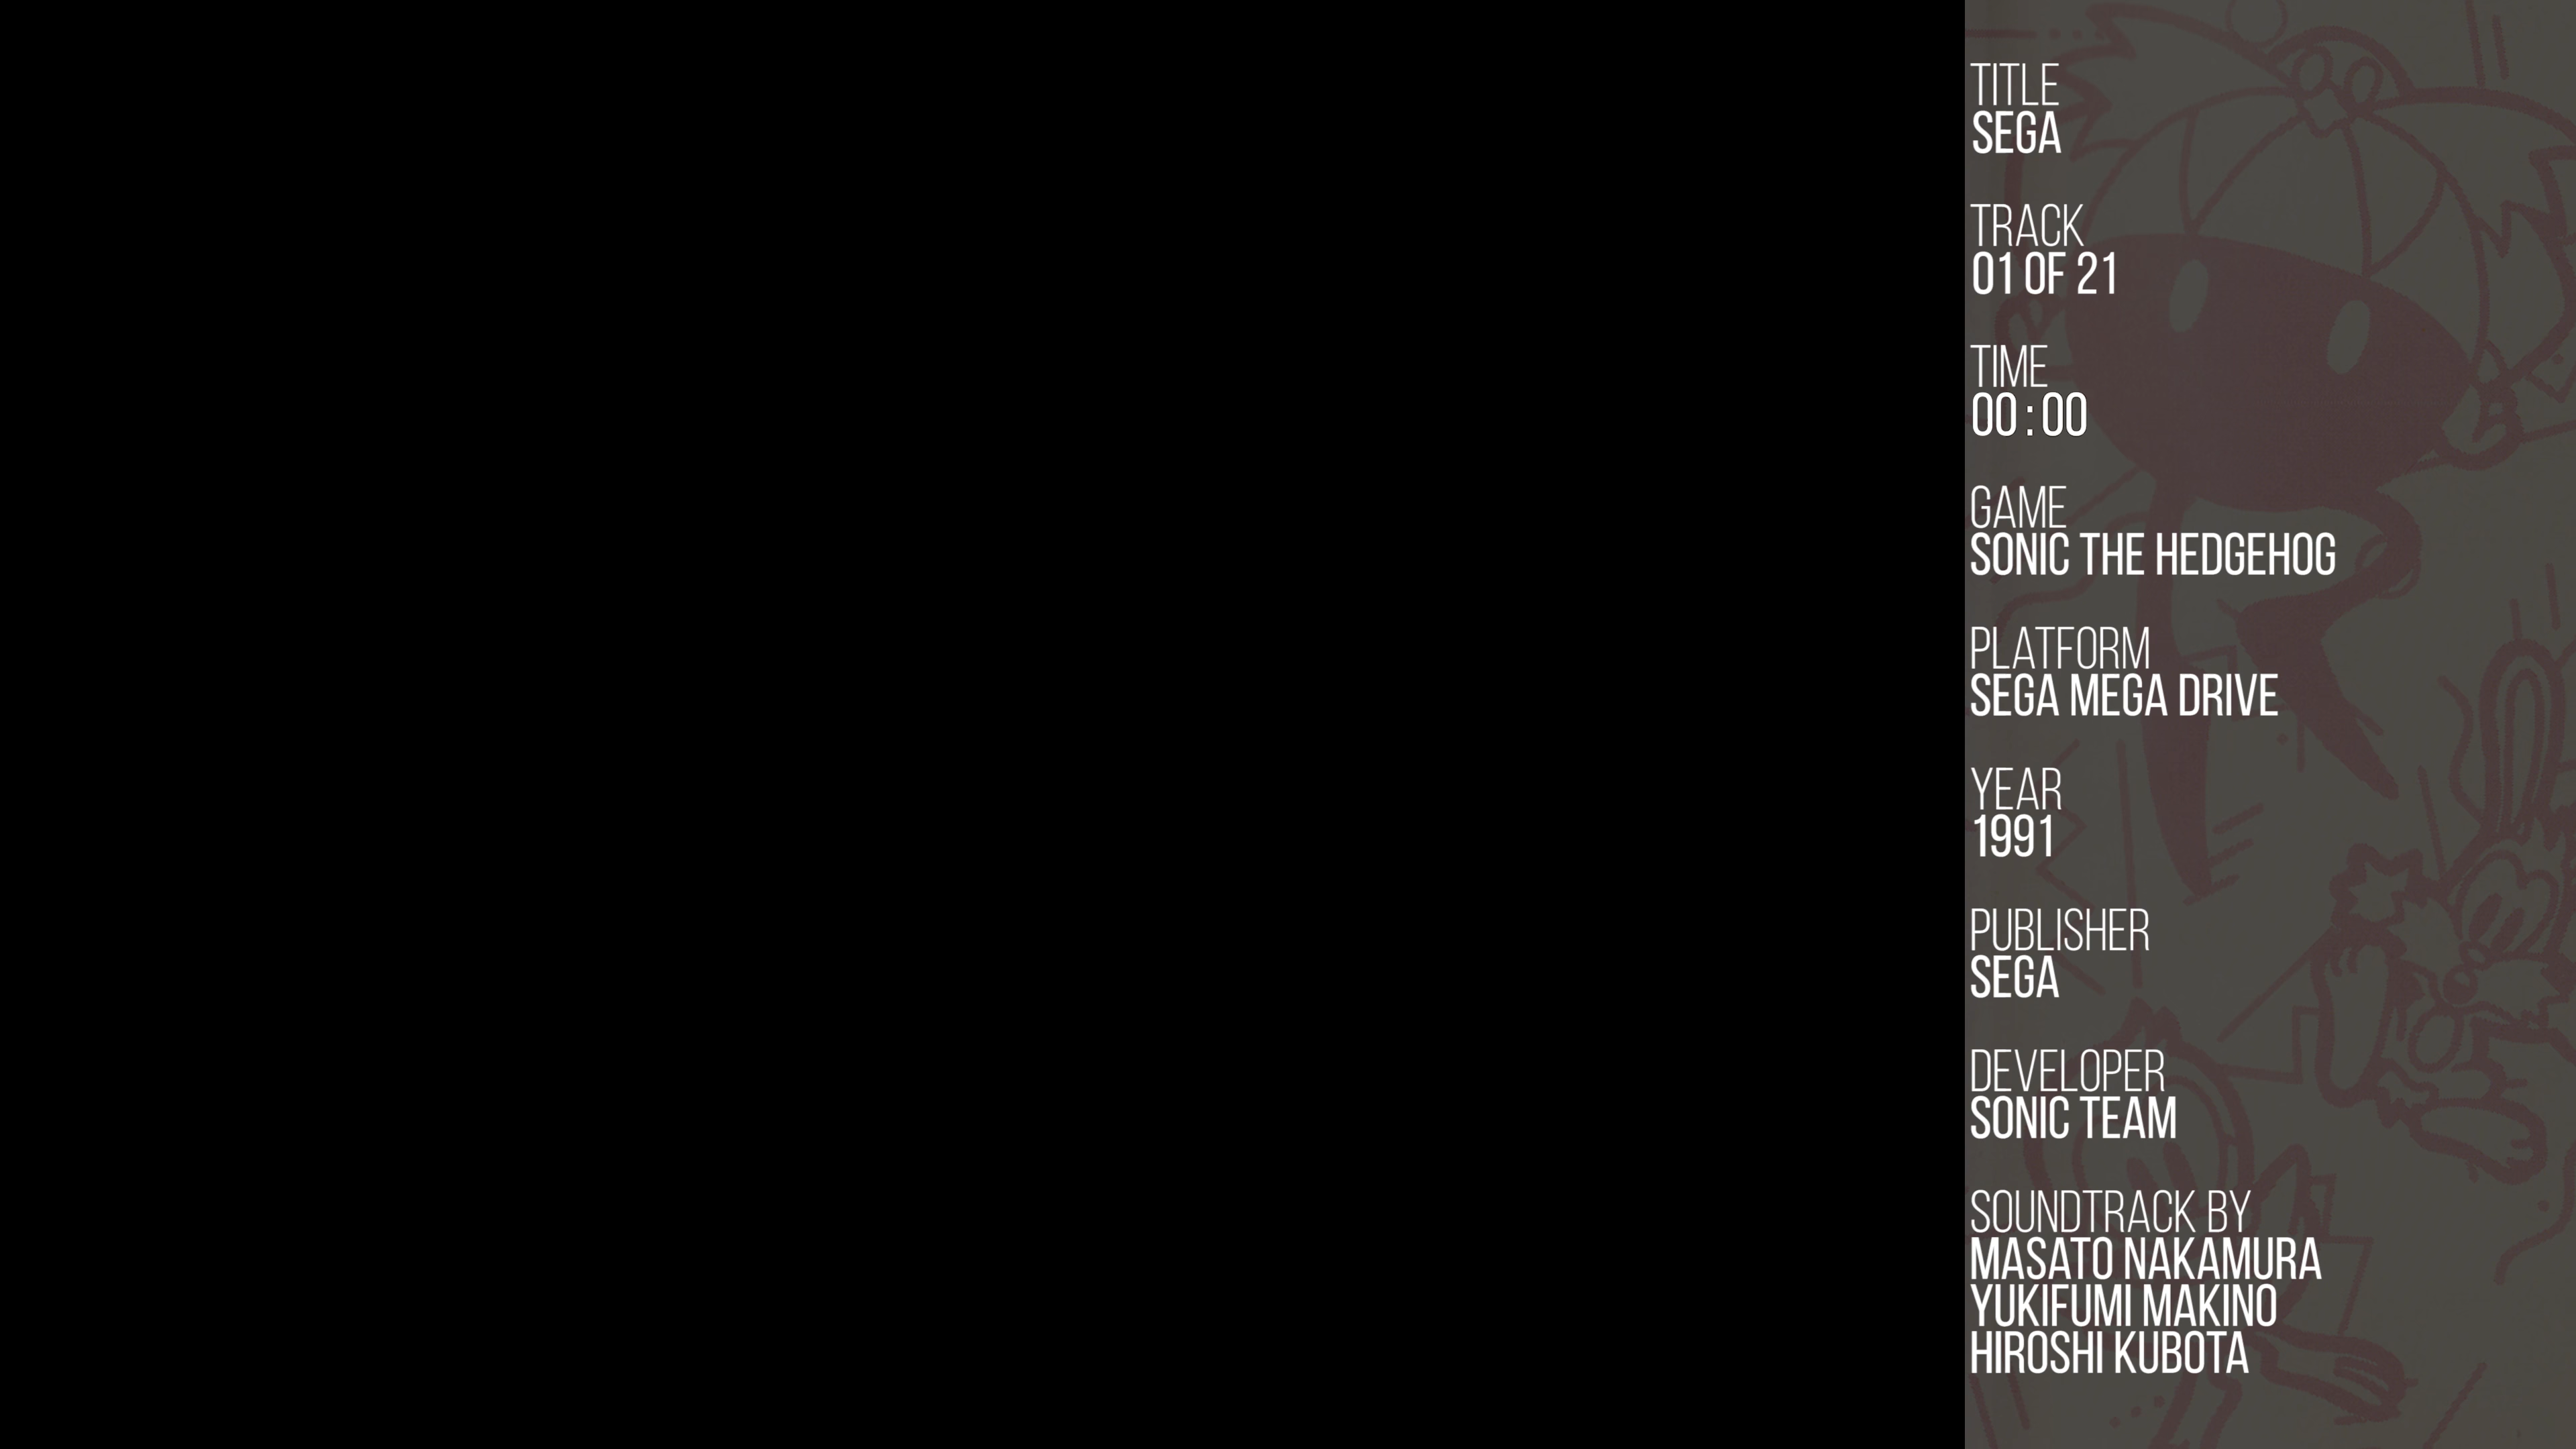 TITLE
SEGA
TRACK
01 OF 21
TIME
00:00
GAME
SONIC THE HEDGEHOG
PLATFORM
SEGA MEGA DRIVE
YEAR
1991
PUBLISHER
SEGA
DEVELOPER
SONIC TEAM
SOUNDTRACK BY
MASATO NAKAMURA
YUKIFUMI MAKINO
HIROSHI KUBOTA